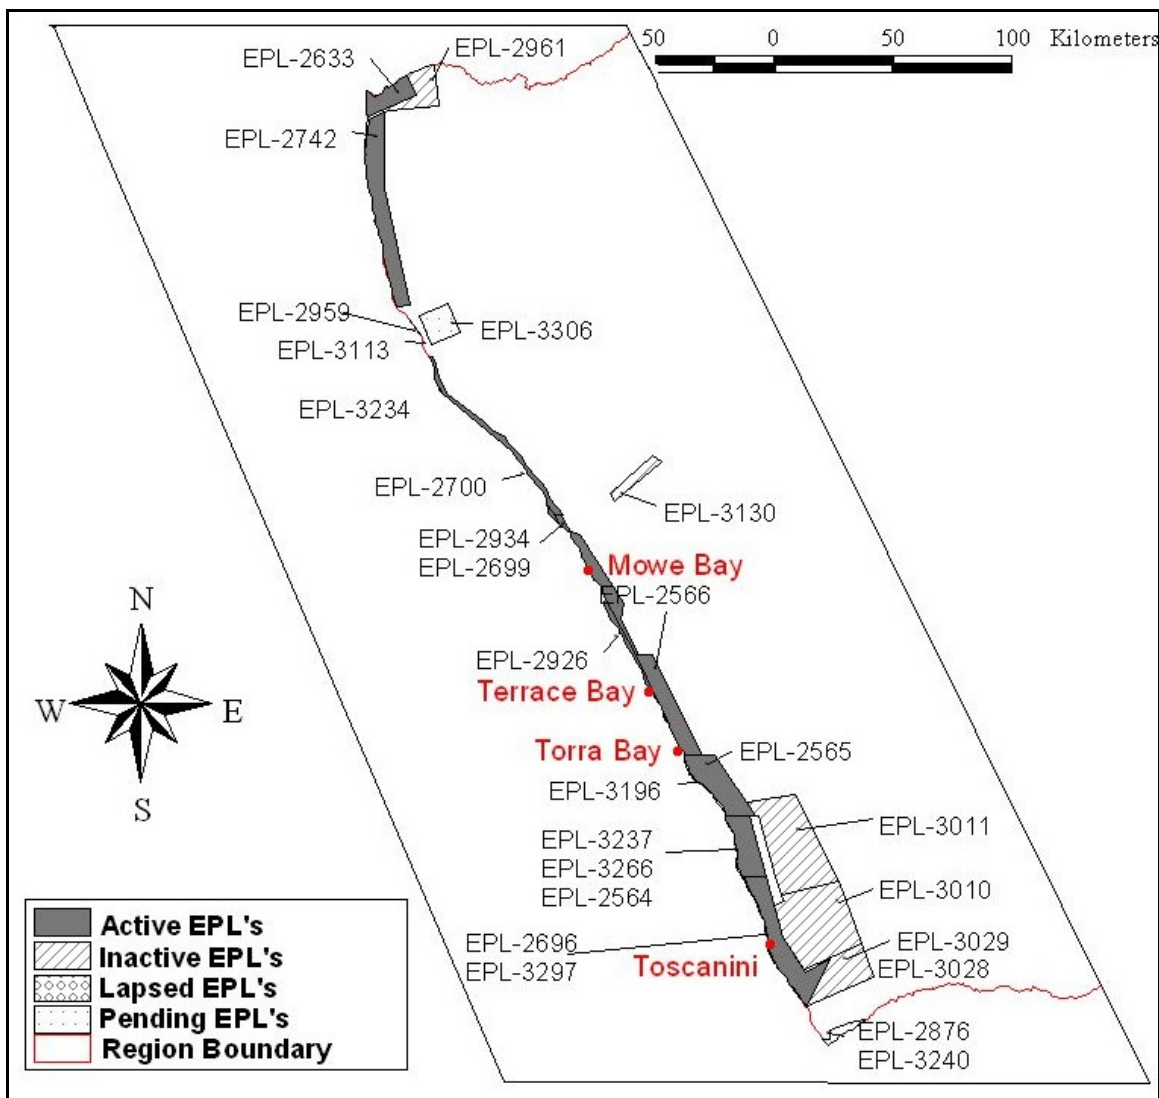 50 0 50 100 Kilometers
EPL-2961
EPL-2633
EPL-2742
EPL-2959
EPL-3306
EPL-3113
EPL-3234
EPL-2700
EPL-3130
EPL-2934
EPL-2699
Mowe Bay
EPL-2566
EPL-2926
Terrace Bay
Torra Bay
EPL-2565
EPL-3196
EPL-3011
EPL-3237
EPL-3266
EPL-2564
EPL-3010
EPL-2696
EPL-3297
Toscanini
EPL-3029
EPL-3028
EPL-2876
EPL-3240
N
W E
S
Active EPL's
Inactive EPL's
Lapsed EPL's
Pending EPL's
Region Boundary